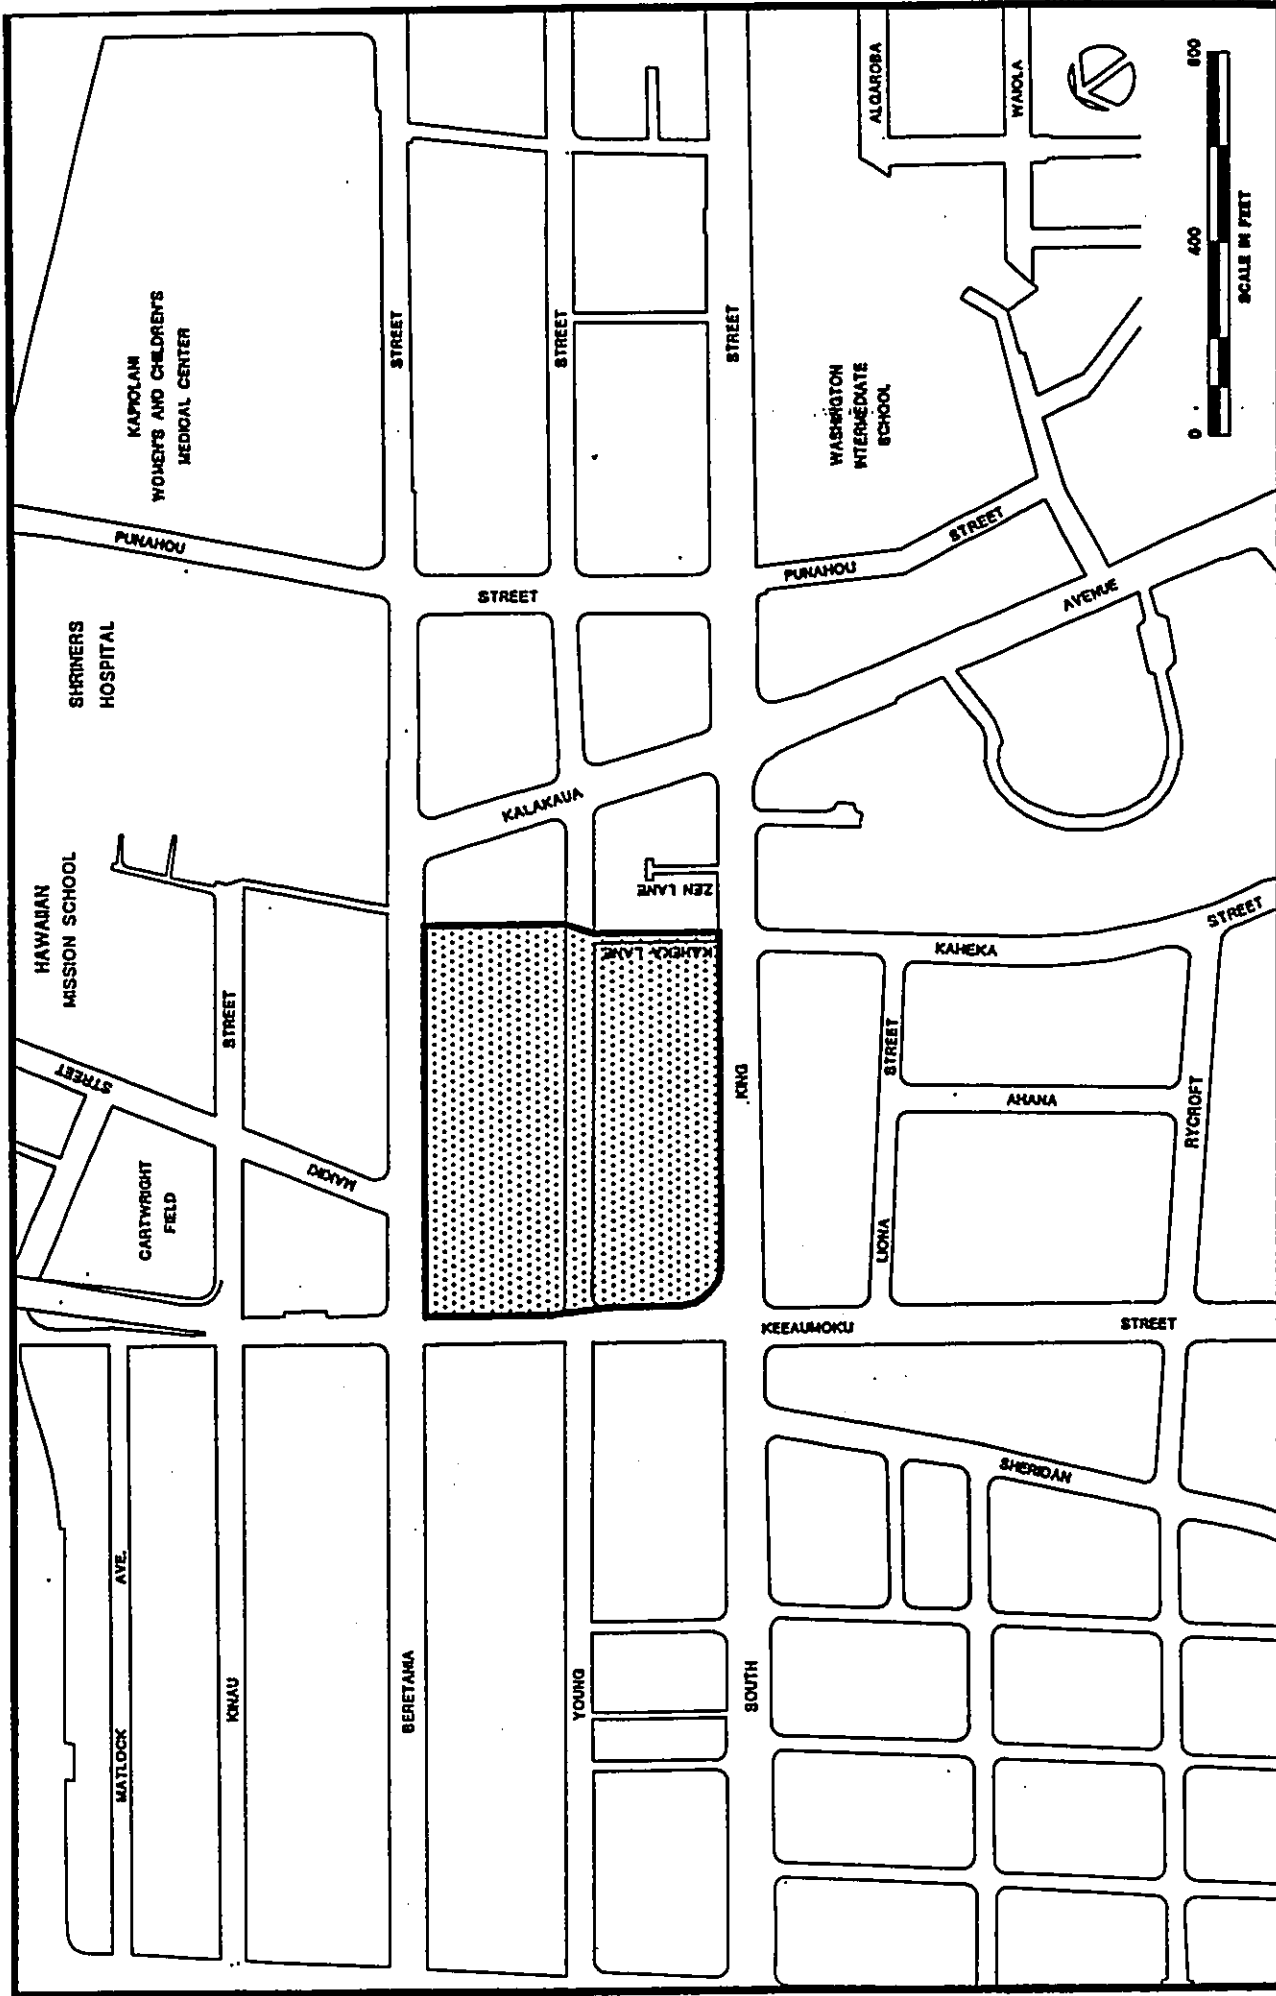 KAPIOLANI
WOMEN'S AND CHILDREN'S
MEDICAL CENTER
PUNAHOU
SHRINERS
HOSPITAL
HAWAIIAN
MISSION SCHOOL
STREET
STREET
CARTWRIGHT
FIELD
MAKIKI
MATLOCK
AVE.
KINAU
BERETANIA
STREET
STREET
STREET
STREET
KALAKAUA
ZEN LANE
KAHEKA LANE
YOUNG
SOUTH
KING
ALGAROBA
WAIOLA
WASHINGTON
INTERMEDIATE
SCHOOL
PUNAHOU
STREET
AVENUE
KAHEKA
STREET
STREET
LIONA
AHANA
RYCROFT
KEEAUMOKU
STREET
SHERIDAN
0
400
800
SCALE IN FEET